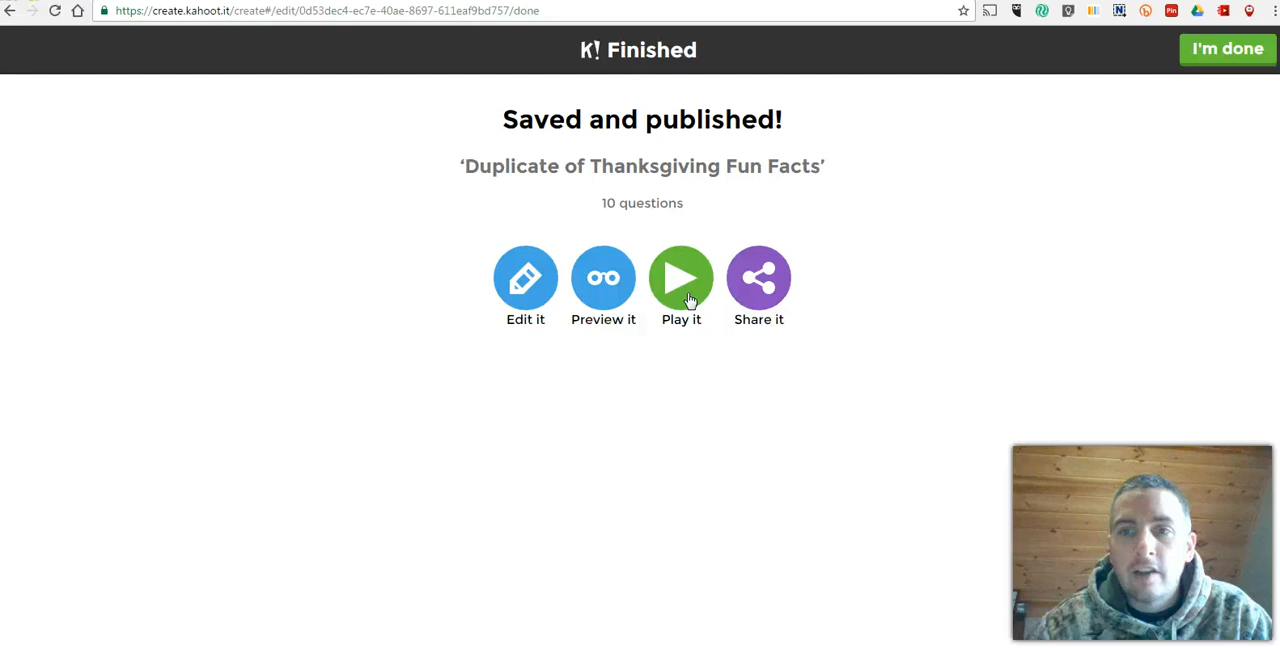 https://create.kahoot.it/create#/edit/0d53dec4-ec7e-40ae-8697-611eaf9bd757/done
K! Finished
I'm done
Saved and published!
‘Duplicate of Thanksgiving Fun Facts’
10 questions
Edit it
Preview it
Play it
Share it